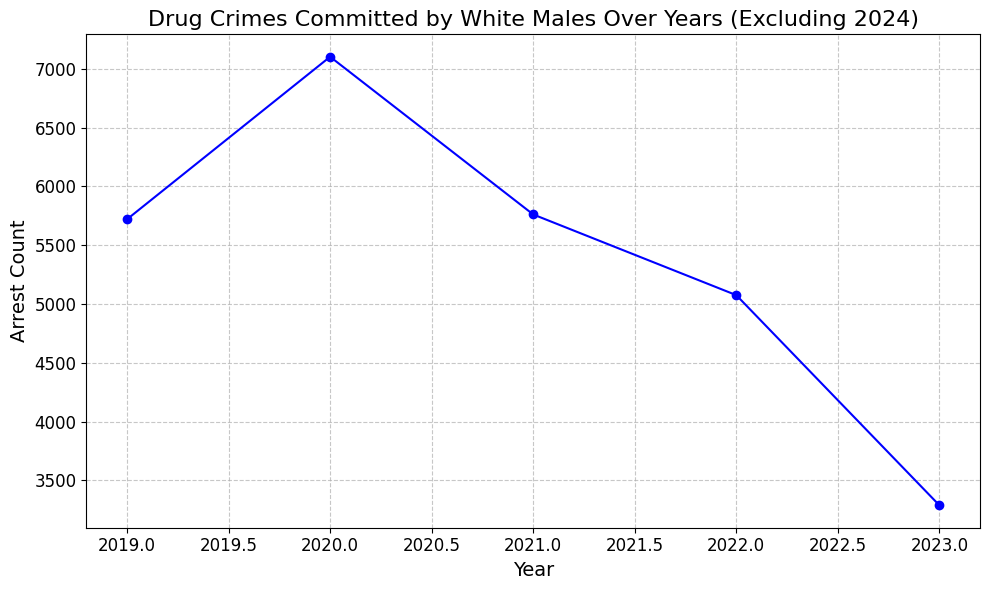 Drug Crimes Committed by White Males Over Years (Excluding 2024)
Arrest Count
7000
6500
6000
5500
5000
4500
4000
3500
2019.0 2019.5 2020.0 2020.5 2021.0 2021.5 2022.0 2022.5 2023.0
Year